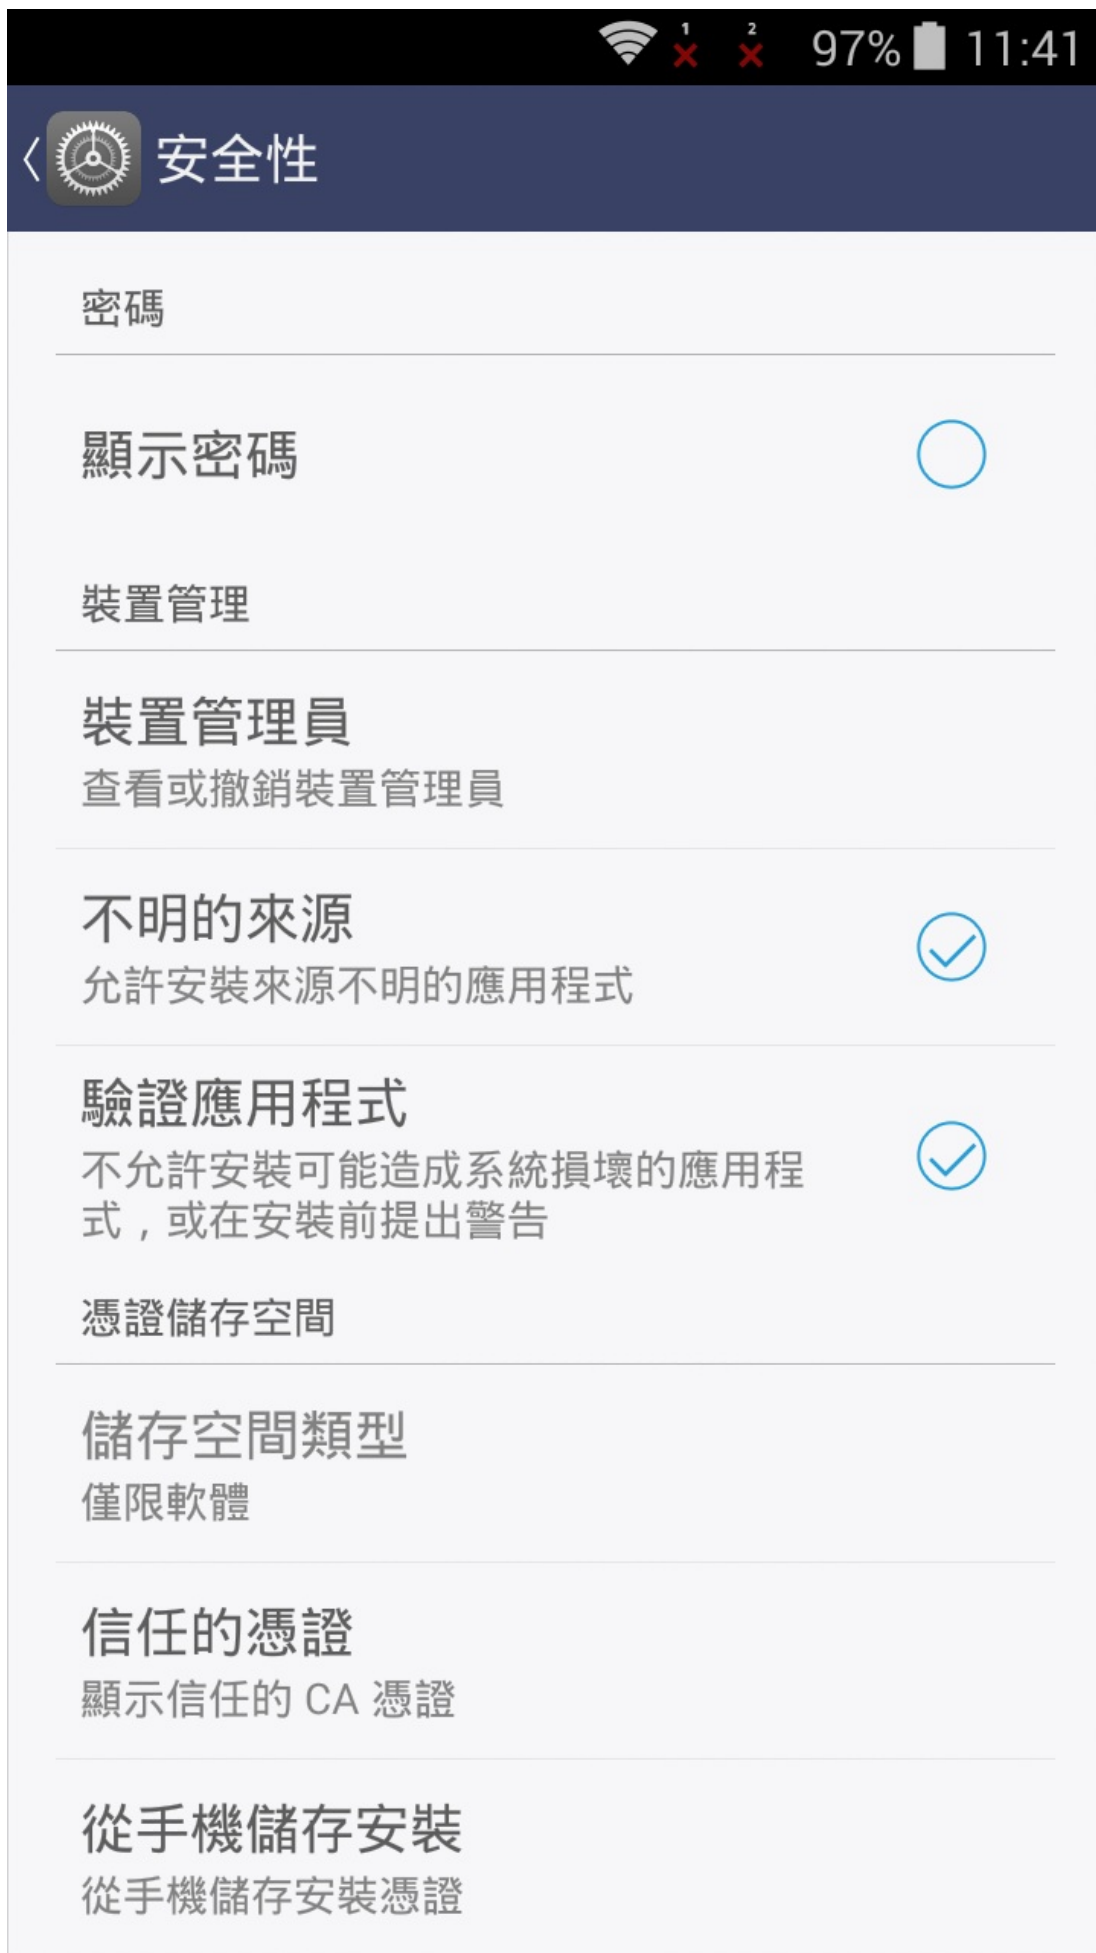 1 2 97% 11:41
安全性
密碼
顯示密碼
裝置管理
裝置管理員
查看或撤銷裝置管理員
不明的來源
允許安裝來源不明的應用程式
驗證應用程式
不允許安裝可能造成系統損壞的應用程
式，或在安裝前提出警告
憑證儲存空間
儲存空間類型
僅限軟體
信任的憑證
顯示信任的 CA 憑證
從手機儲存安裝
從手機儲存安裝憑證